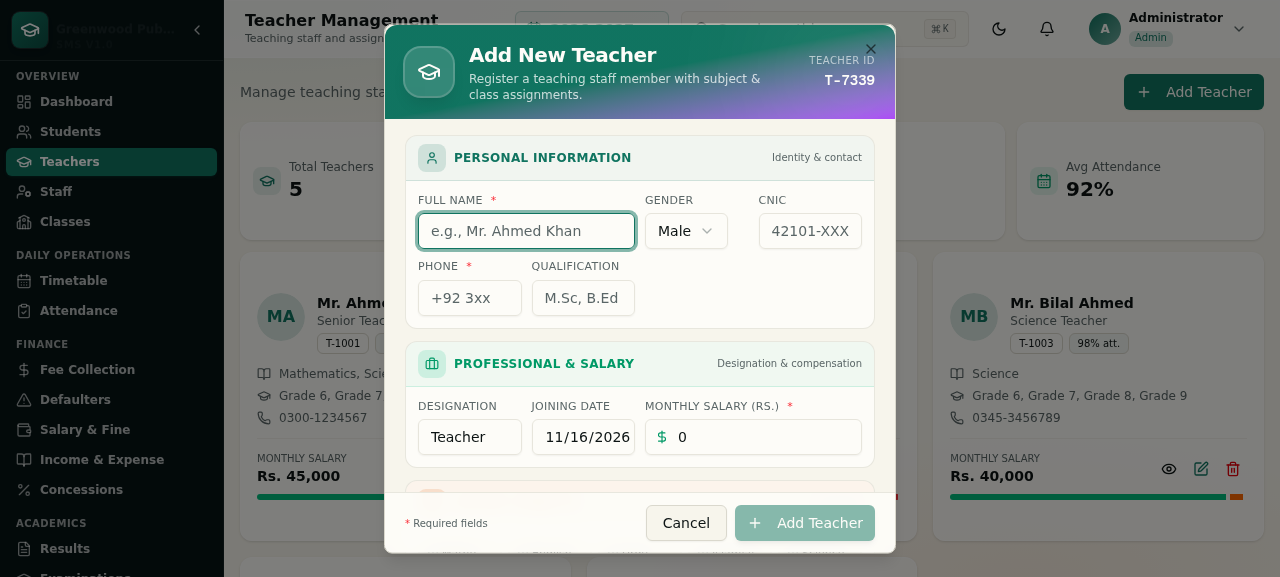 Greenwood Pub...
Teacher Management
Teaching staff and assign
⌘K
A
Administrator
Admin
OVERVIEW
Dashboard
Students
Teachers
Staff
Classes
DAILY OPERATIONS
Timetable
Attendance
FINANCE
Fee Collection
Defaulters
Salary & Fine
Income & Expense
Concessions
ACADEMICS
Results
Examinations
Manage teaching sta
Add Teacher
Total Teachers
5
Avg Attendance
92%
MA
Mr. Ahme
Senior Teac
T-1001
Mathematics, Scie
Grade 6, Grade 7
0300-1234567
MONTHLY SALARY
Rs. 45,000
MB
Mr. Bilal Ahmed
Science Teacher
T-1003
98% att.
Science
Grade 6, Grade 7, Grade 8, Grade 9
0345-3456789
MONTHLY SALARY
Rs. 40,000
Add New Teacher
Register a teaching staff member with subject &
class assignments.
TEACHER ID
T-7339
PERSONAL INFORMATION
Identity & contact
FULL NAME *
GENDER
CNIC
e.g., Mr. Ahmed Khan
Male
42101-XXX
PHONE *
QUALIFICATION
+92 3xx
M.Sc, B.Ed
PROFESSIONAL & SALARY
Designation & compensation
DESIGNATION
JOINING DATE
MONTHLY SALARY (RS.) *
Teacher
11/16/2026
$ 0
* Required fields
Cancel
Add Teacher